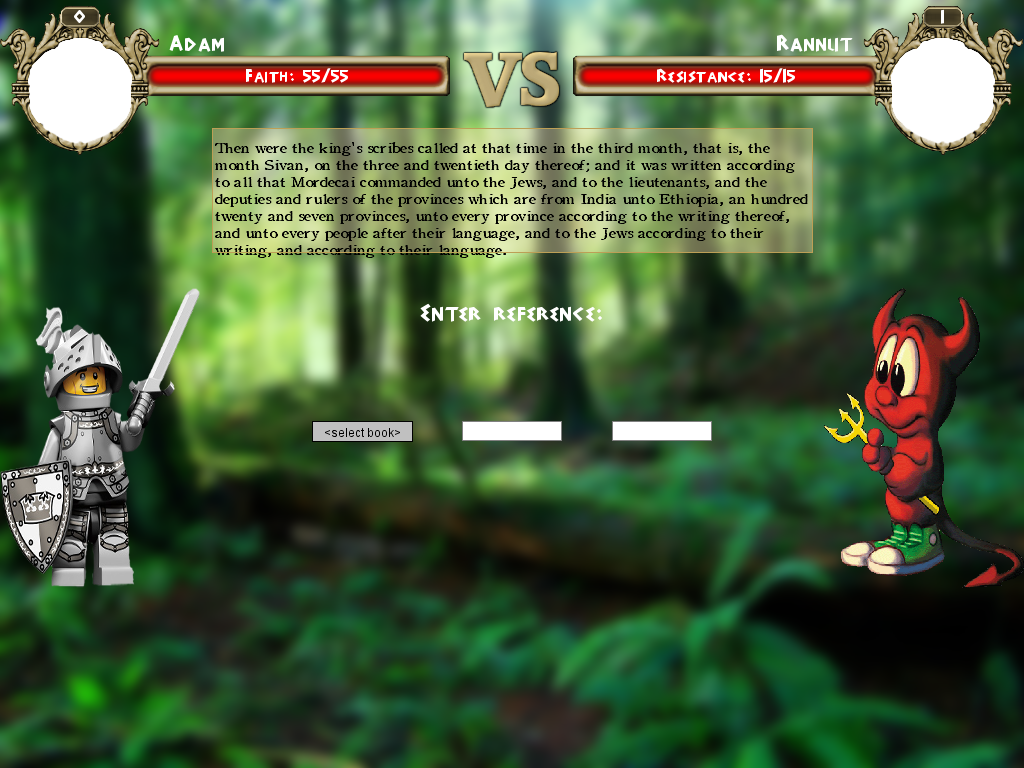 0
1
Adam
Rannut
Faith: 55/55
VS
Resistance: 15/15
Then were the king's scribes called at that time in the third month, that is, the
month Sivan, on the three and twentieth day thereof; and it was written according
to all that Mordecai commanded unto the Jews, and to the lieutenants, and the
deputies and rulers of the provinces which are from India unto Ethiopia, an hundred
twenty and seven provinces, unto every province according to the writing thereof,
and unto every people after their language, and to the Jews according to their
writing, and according to their language.
Enter reference:
<select book>